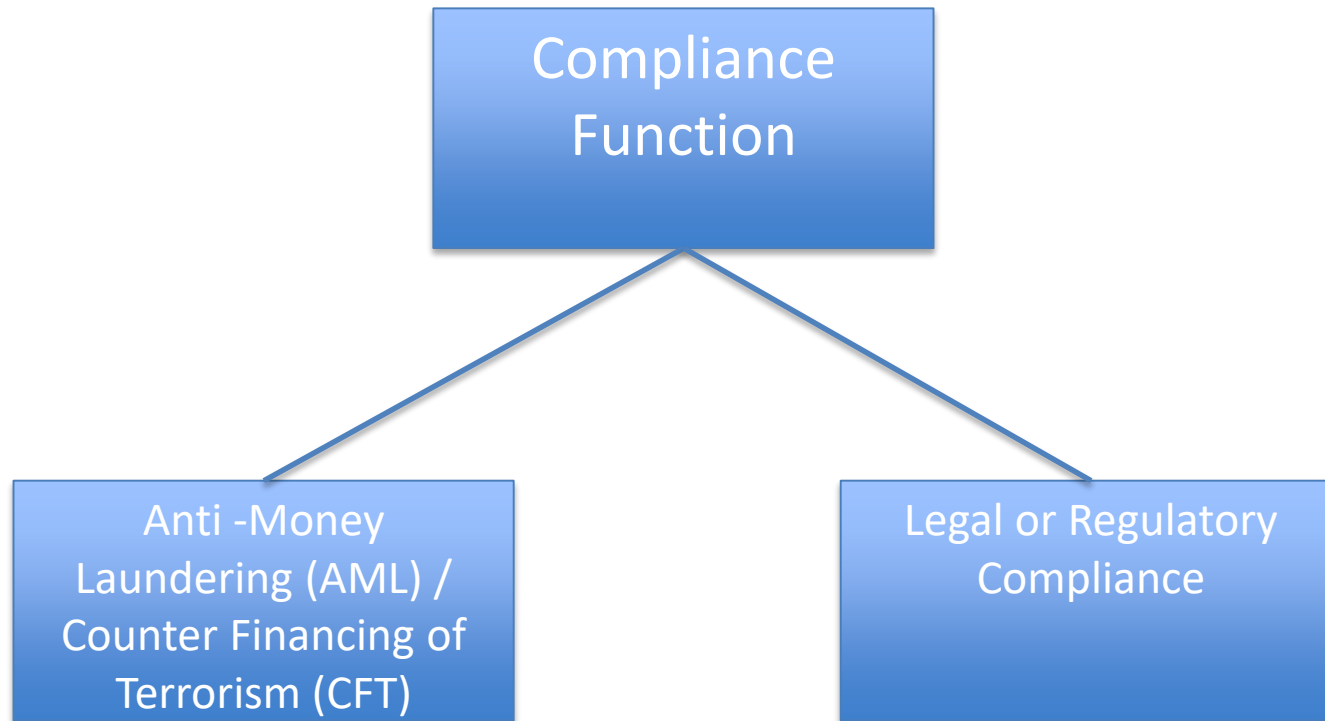 Compliance
Function
Anti -Money
Laundering (AML) /
Counter Financing of
Terrorism (CFT)
Legal or Regulatory
Compliance